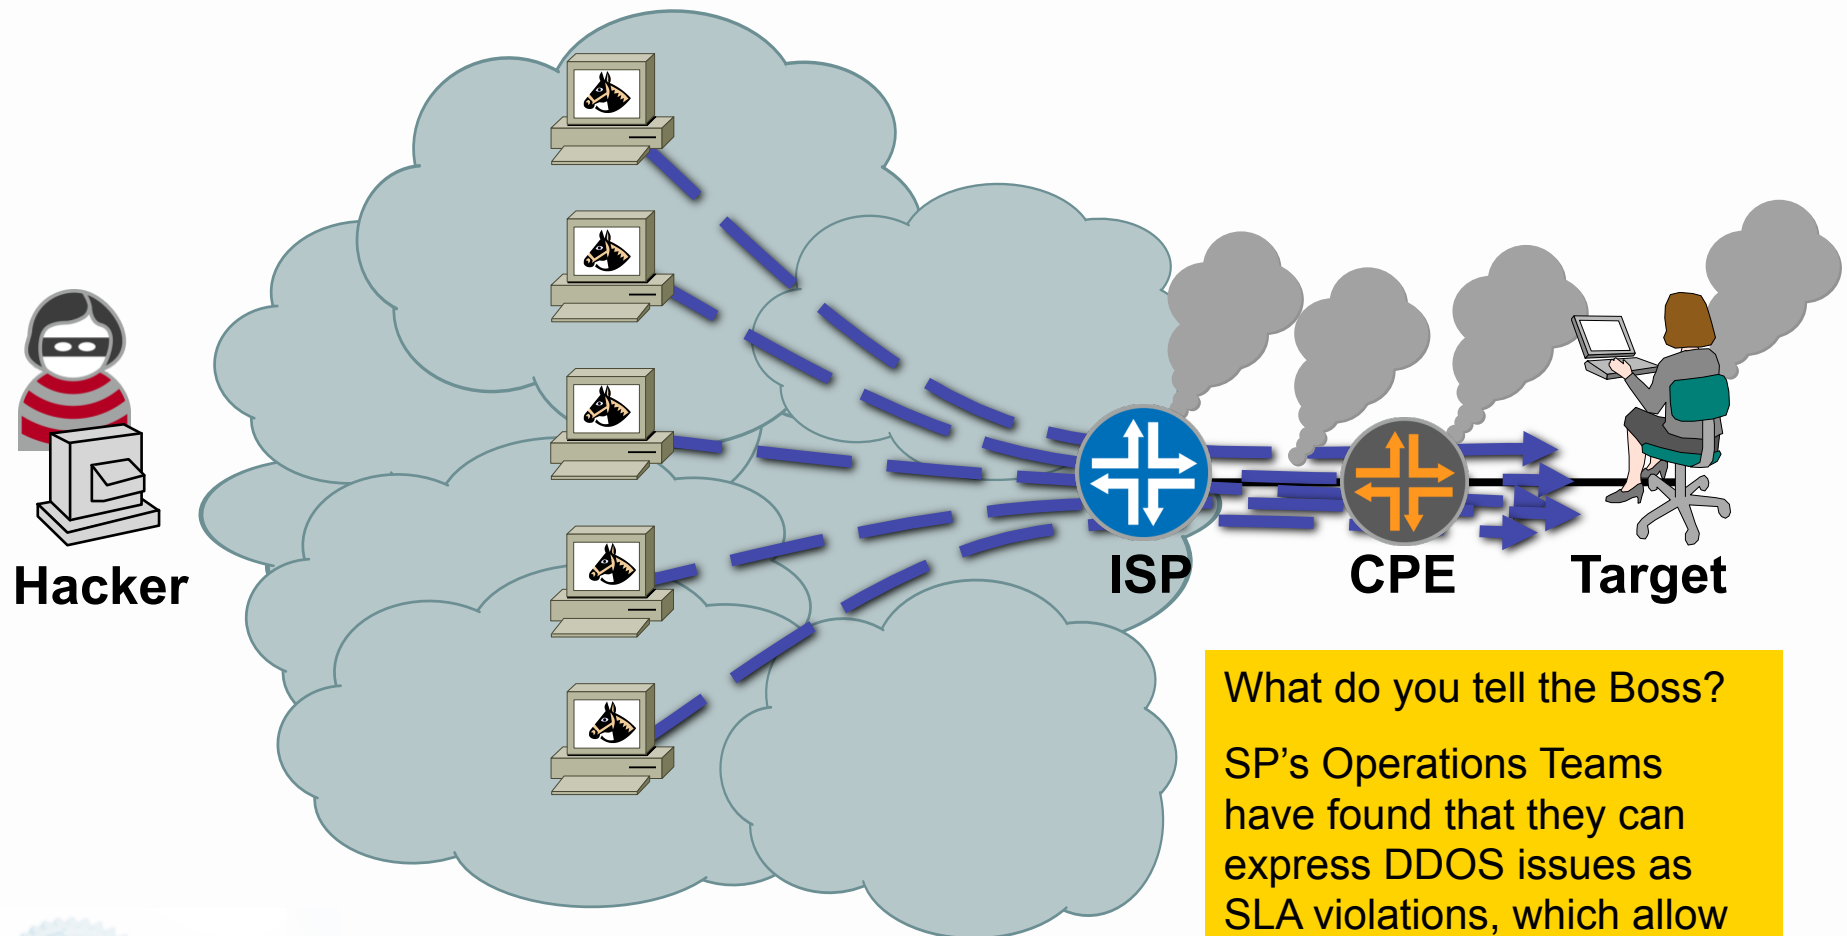 Hacker
ISP
CPE
Target
What do you tell the Boss?
SP’s Operations Teams
have found that they can
express DDOS issues as
SLA violations, which allow